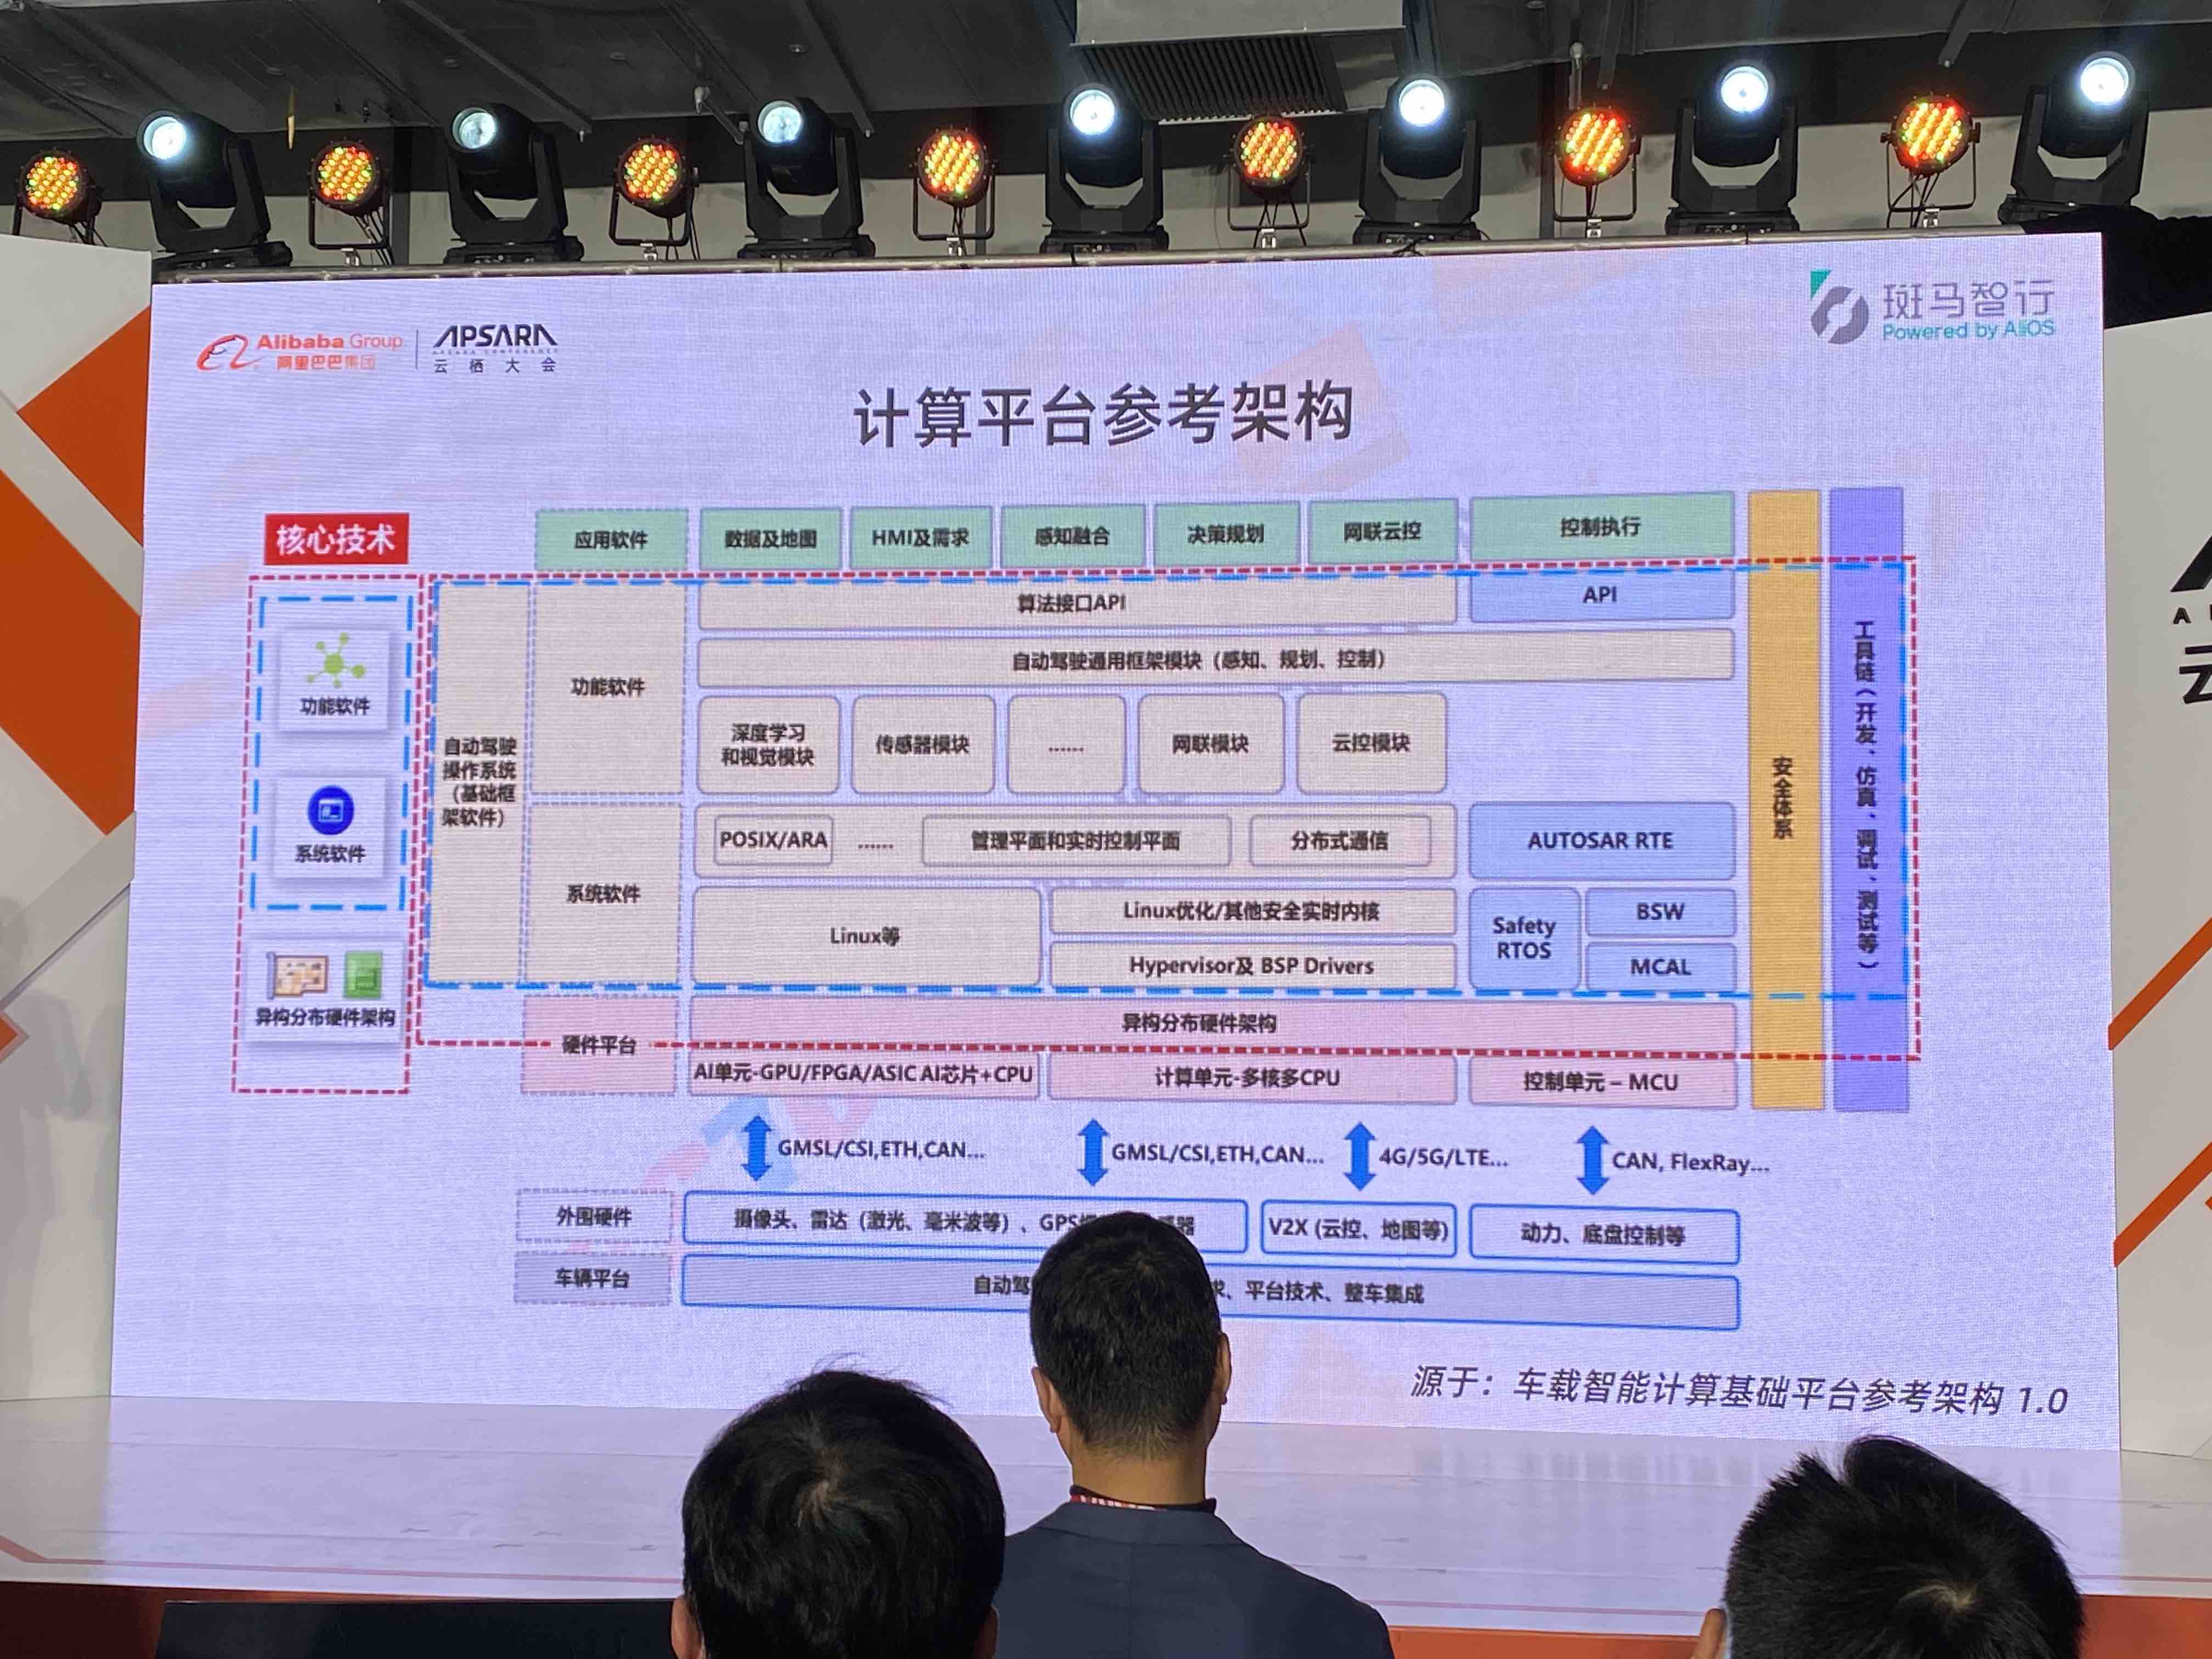 Alibaba Group
阿里巴巴集团
APSARA
APSARA CONFERENCE
云栖大会
斑马智行
Powered by AliOS
计算平台参考架构
核心技术
功能软件
系统软件
异构分布硬件架构
应用软件
数据及地图
HMI及需求
感知融合
决策规划
网联云控
控制执行
自动驾驶
操作系统
（基础框
架软件）
功能软件
算法接口API
API
自动驾驶通用框架模块（感知、规划、控制）
深度学习
和视觉模块
传感器模块
......
网联模块
云控模块
系统软件
POSIX/ARA
......
管理平面和实时控制平面
分布式通信
AUTOSAR RTE
Linux等
Linux优化/其他安全实时内核
Hypervisor及 BSP Drivers
Safety
RTOS
BSW
MCAL
硬件平台
异构分布硬件架构
AI单元-GPU/FPGA/ASIC AI芯片+CPU
计算单元-多核多CPU
控制单元 – MCU
安全体系
工具链（开发、仿真、调试、测试等）
GMSL/CSI,ETH,CAN...
GMSL/CSI,ETH,CAN...
4G/5G/LTE...
CAN, FlexRay...
外围硬件
摄像头、雷达（激光、毫米波等）、GPS
V2X (云控、地图等)
动力、底盘控制等
车辆平台
自动驾
、平台技术、整车集成
源于：车载智能计算基础平台参考架构 1.0
云